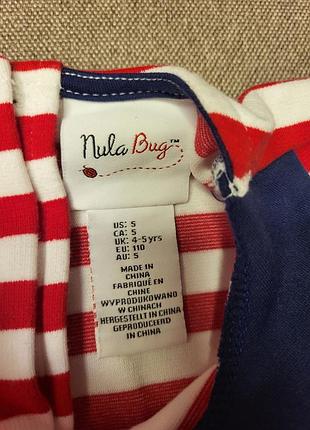 Nula Bug™
US: 5
CA: 5
UK: 4-5 yrs
EU: 110
AU: 5
MADE IN
CHINA
FABRIQUÉ EN
CHINE
WYPRODUKOWANO
W CHINACH
HERGESTELLT IN CHINA
GEPRODUCEERD
IN CHINA